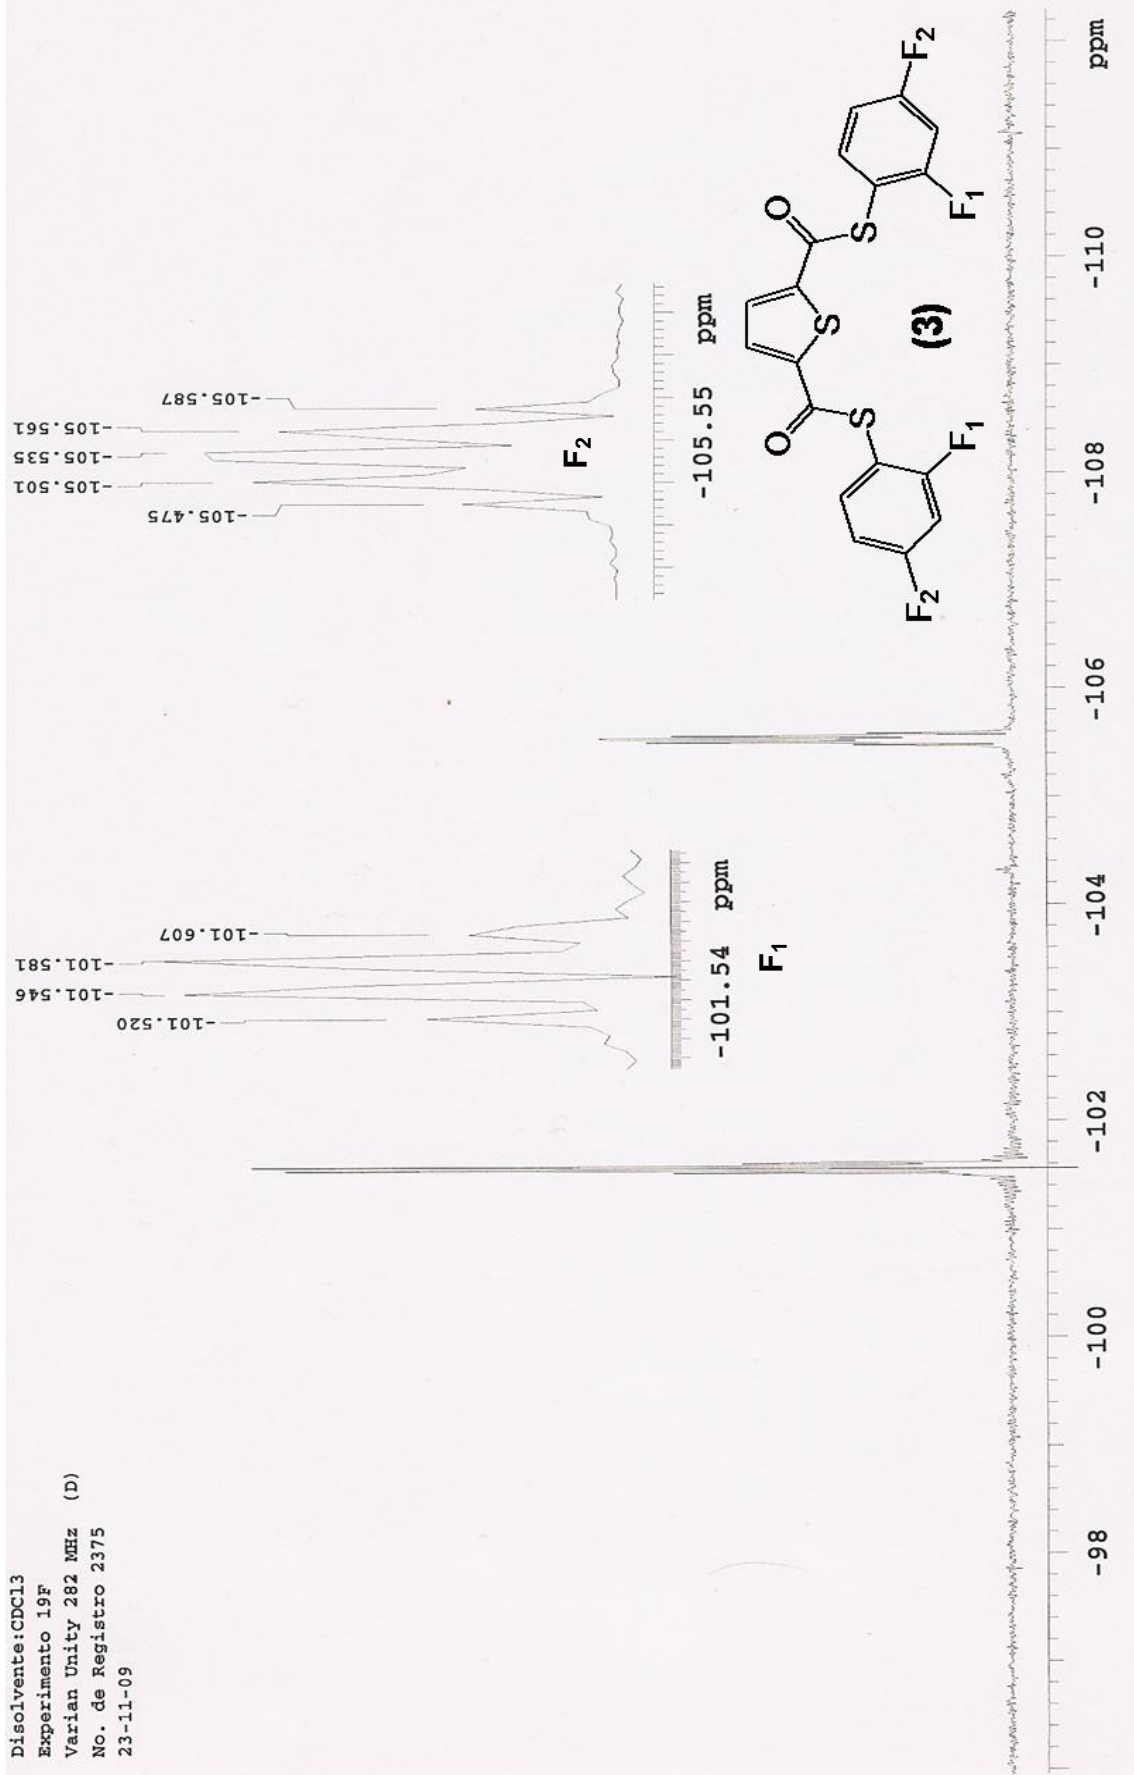 Disolvente:CDCl3
Experimento 19F
Varian Unity 282 MHz (D)
No. de Registro 2375
23-11-09
-101.520
-101.546
-101.581
-101.607
-101.54 ppm
F1
-105.475
-105.501
-105.535
-105.561
-105.587
F2
-105.55 ppm
O
O
S
S
S
F1
F1
F2
F2
(3)
-98
-100
-102
-104
-106
-108
-110
ppm